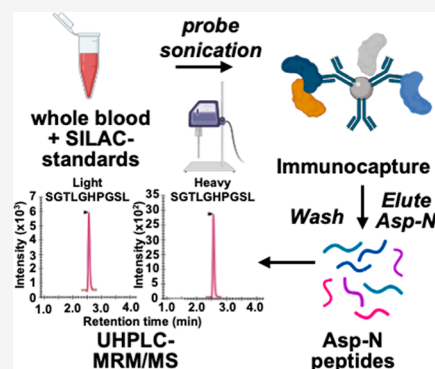 probe
sonication
whole blood
+ SILAC-
standards
Immunocapture
Wash
Elute
Asp-N
Light
SGTLGHPGSL
Heavy
SGTLGHPGSL
Intensity (x10³)
7
6
5
4
3
2
1
0
1.0
2.0
3.0
4.0
Intensity (x10²)
35
30
25
20
15
10
5
0
1.0
2.0
3.0
4.0
Retention time (min)
UHPLC-
MRM/MS
Asp-N
peptides